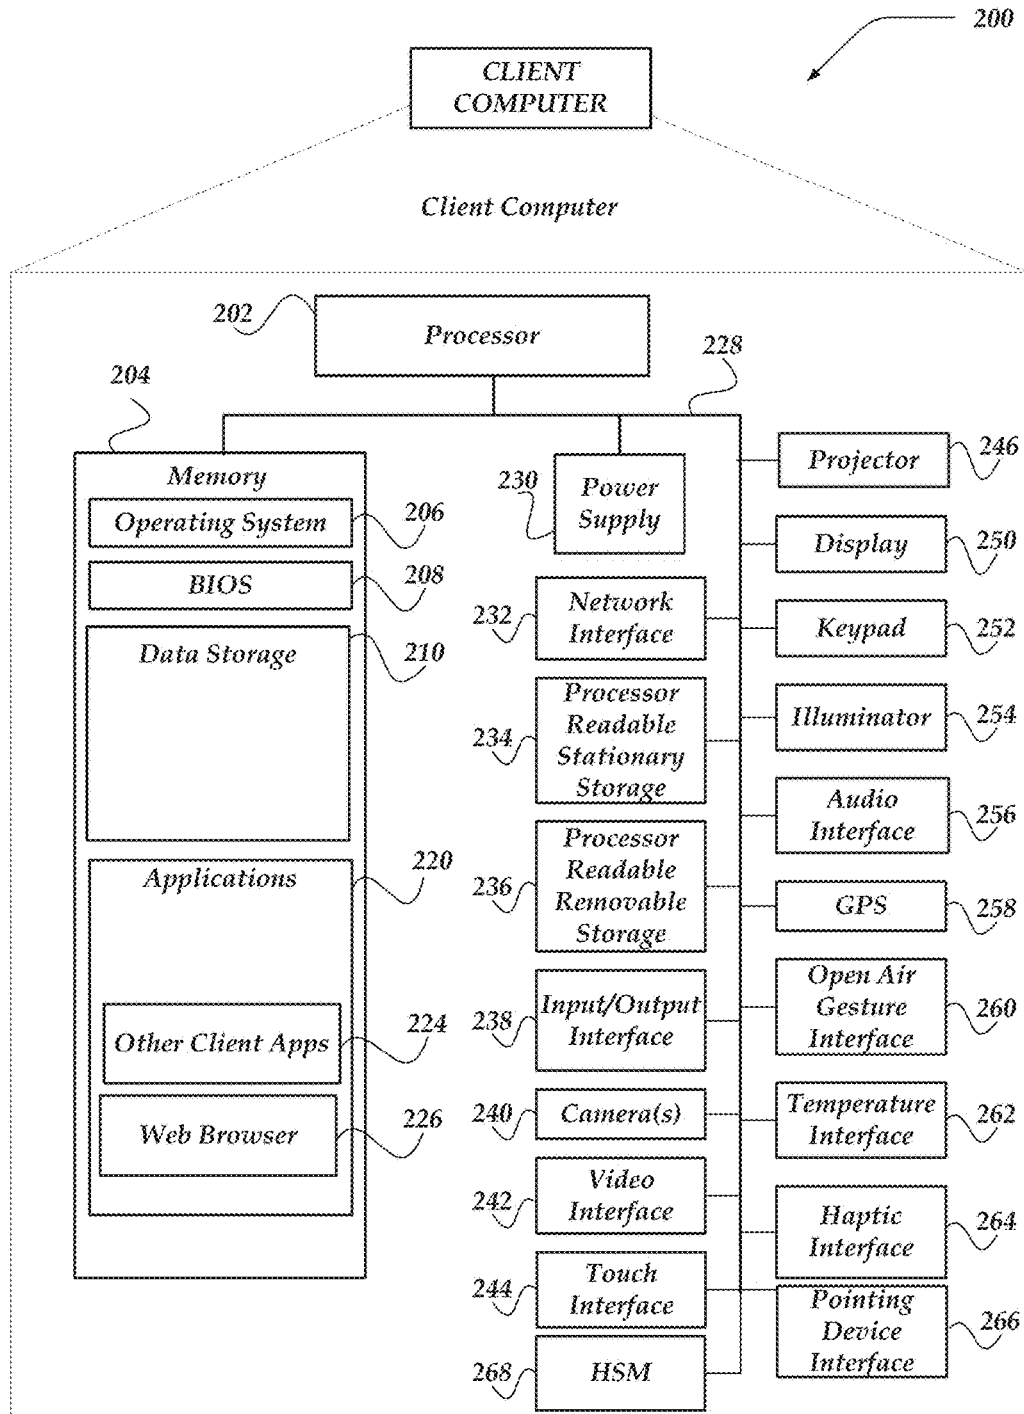 200
CLIENT
COMPUTER
Client Computer
202
Processor
228
204
Memory
Operating System
206
BIOS
208
Data Storage
210
Applications
220
Other Client Apps
224
Web Browser
226
230
Power
Supply
232
Network
Interface
234
Processor
Readable
Stationary
Storage
236
Processor
Readable
Removable
Storage
238
Input/Output
Interface
240
Camera(s)
242
Video
Interface
244
Touch
Interface
268
HSM
Projector
246
Display
250
Keypad
252
Illuminator
254
Audio
Interface
256
GPS
258
Open Air
Gesture
Interface
260
Temperature
Interface
262
Haptic
Interface
264
Pointing
Device
Interface
266